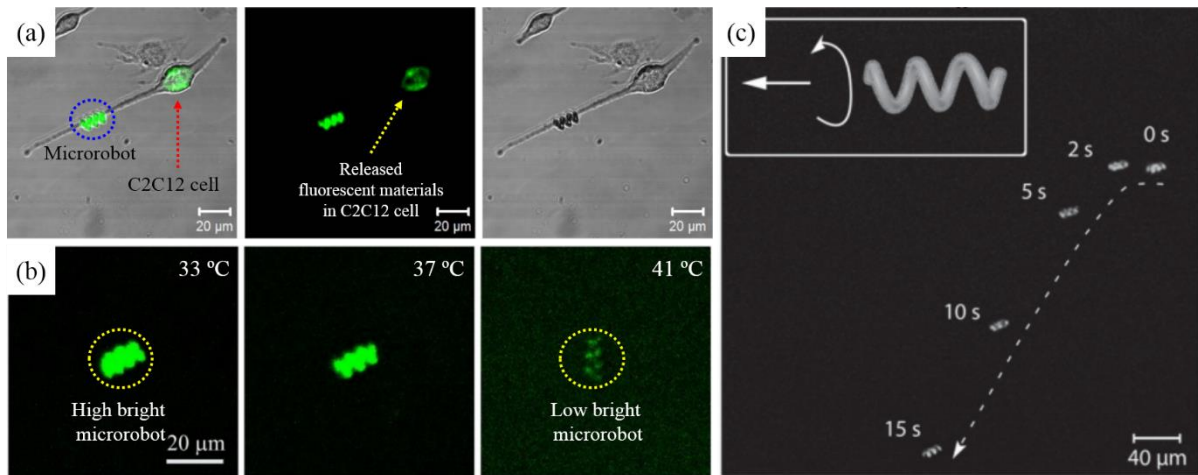 (a)
Microrobot
C2C12 cell
20 μm
Released
fluorescent materials
in C2C12 cell
20 μm
20 μm
(b)
33 ºC
High bright
microrobot
20 μm
37 ºC
41 ºC
Low bright
microrobot
(c)
0 s
2 s
5 s
10 s
15 s
40 μm